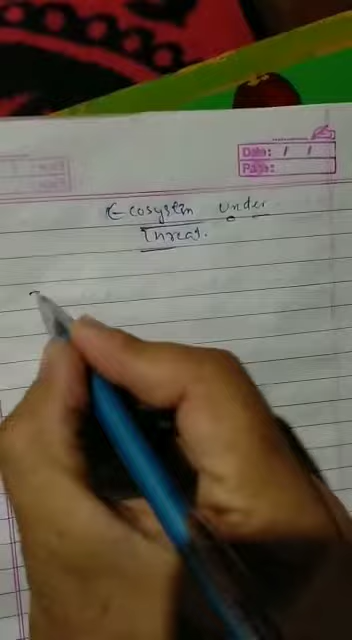 Date: / /
Page:
Ecosystem Under
Threat.